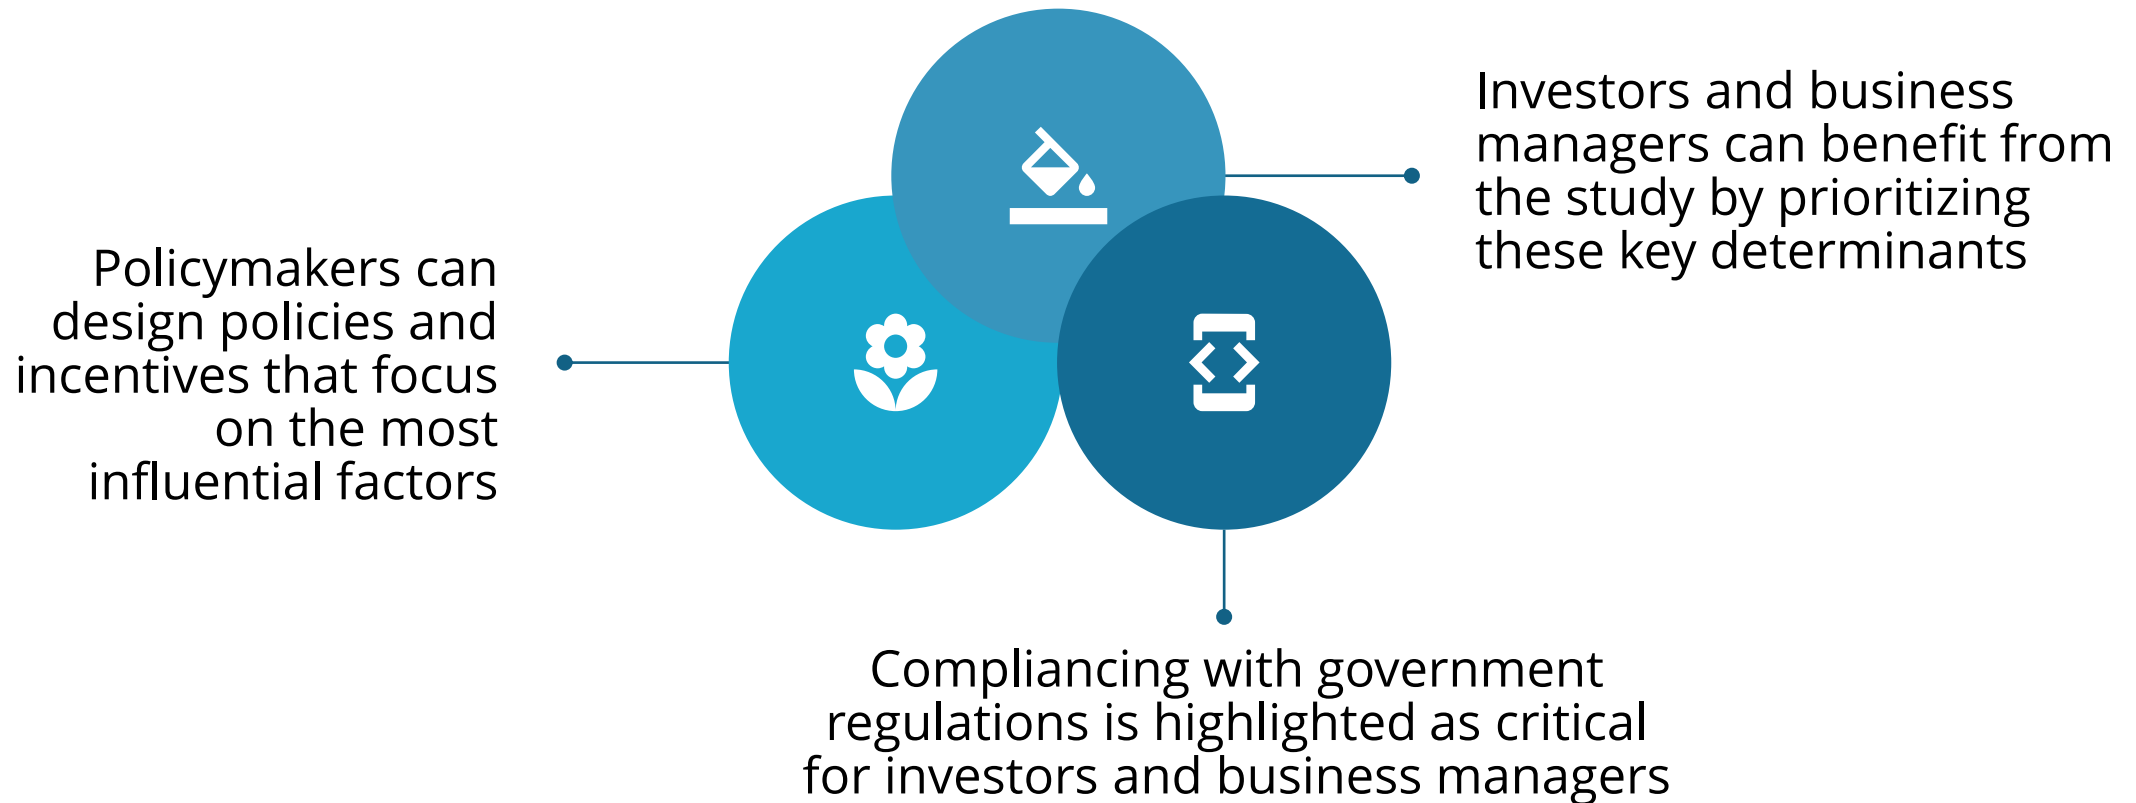 Investors and business
managers can benefit from
the study by prioritizing
these key determinants
Policymakers can
design policies and
incentives that focus
on the most
influential factors
Compliancing with government
regulations is highlighted as critical
for investors and business managers